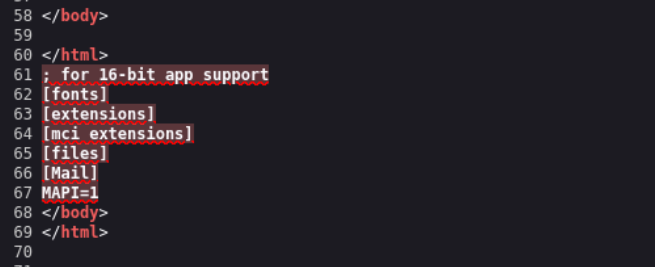 58 </body>
59
60 </html>
61 ; for 16-bit app support
62 [fonts]
63 [extensions]
64 [mci extensions]
65 [files]
66 [Mail]
67 MAPI=1
68 </body>
69 </html>
70